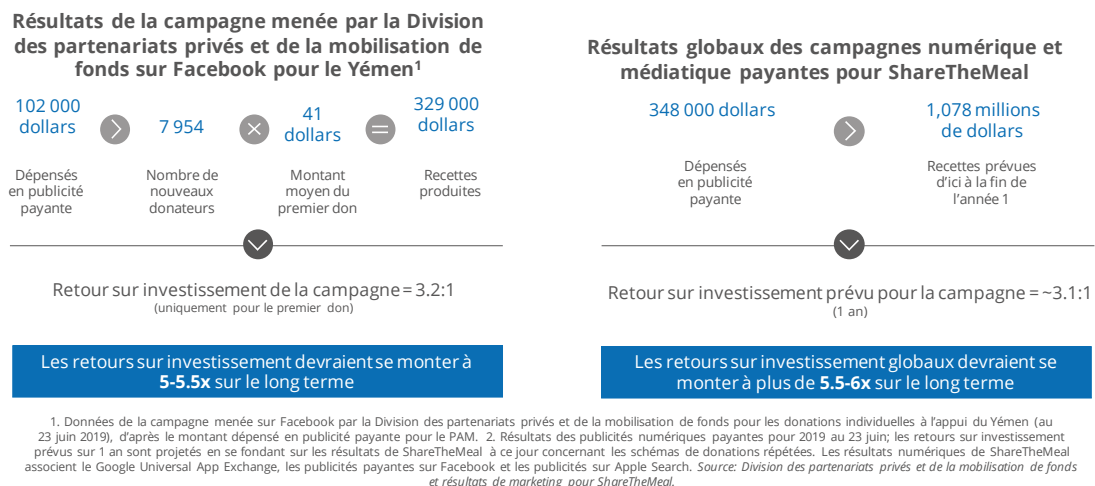 Résultats de la campagne menée par la Division
des partenariats privés et de la mobilisation de
fonds sur Facebook pour le Yémen¹
102 000
dollars
7 954
41
dollars
329 000
dollars
Dépensés
en publicité
payante
Nombre de
nouveaux
donateurs
Montant
moyen du
premier don
Recettes
produites
Retour sur investissement de la campagne = 3.2:1
(uniquement pour le premier don)
Les retours sur investissement devraient se monter à
5-5.5x sur le long terme
Résultats globaux des campagnes numérique et
médiatique payantes pour ShareTheMeal
348 000 dollars
1,078 millions
de dollars
Dépensés
en publicité
payante
Recettes prévues
d'ici à la fin de
l'année 1
Retour sur investissement prévu pour la campagne = ~3.1:1
(1 an)
Les retours sur investissement globaux devraient se
monter à plus de 5.5-6x sur le long terme
1. Données de la campagne menée sur Facebook par la Division des partenariats privés et de la mobilisation de fonds pour les donations individuelles à l'appui du Yémen (au
23 juin 2019), d'après le montant dépensé en publicité payante pour le PAM. 2. Résultats des publicités numériques payantes pour 2019 au 23 juin; les retours sur investissement
prévus sur 1 an sont projetés en se fondant sur les résultats de ShareTheMeal à ce jour concernant les schémas de donations répétées. Les résultats numériques de ShareTheMeal
associent le Google Universal App Exchange, les publicités payantes sur Facebook et les publicités sur Apple Search. Source: Division des partenariats privés et de la mobilisation de fonds
et résultats de marketing pour ShareTheMeal.